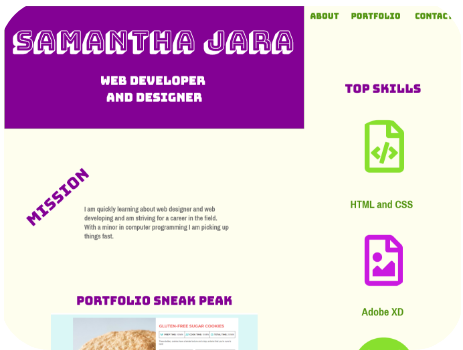 ABOUT PORTFOLIO CONTAC
SAMANTHA JARA
WEB DEVELOPER
AND DESIGNER
TOP SKILLS
HTML and CSS
Adobe XD
MISSION
I am quickly learning about web designer and web
developing and am striving for a career in the field.
With a minor in computer programming I am picking up
things fast.
PORTFOLIO SNEAK PEAK
GLUTEN-FREE SUGAR COOKIES